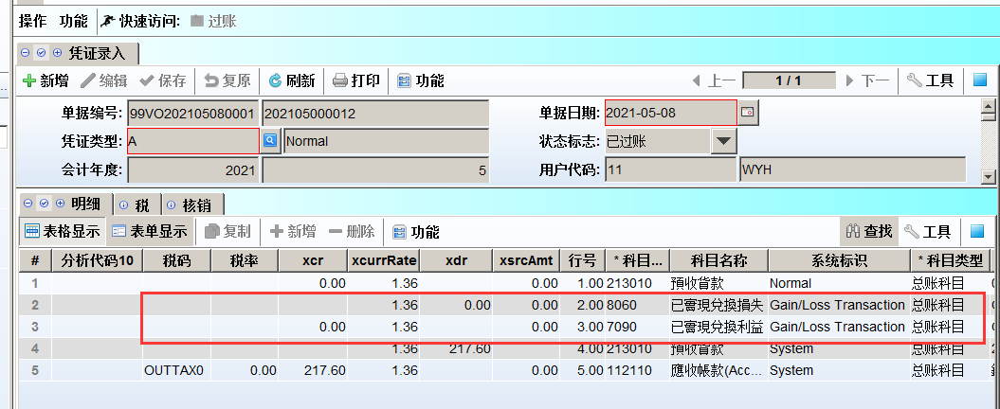 操作 功能 快速访问: 过账
凭证录入
新增 编辑 保存 复原 刷新 打印 功能 上一 1 / 1 下一 工具
单据编号: 99VO202105080001 202105000012 单据日期: 2021-05-08
凭证类型: A Normal 状态标志: 已过账
会计年度: 2021 5 用户代码: 11 WYH
明细 税 核销
表格显示 表单显示 复制 新增 删除 功能 查找 工具
# 分析代码10 税码 税率 xcr xcurrRate xdr xsrcAmt 行号 * 科目... 科目名称 系统标识 * 科目类型
1 0.00 1.36 0.00 1.00 213010 預收貨款 Normal 总账科目
2 1.36 0.00 0.00 2.00 8060 已實現兌換損失 Gain/Loss Transaction 总账科目
3 0.00 1.36 0.00 3.00 7090 已實現兌換利益 Gain/Loss Transaction 总账科目
4 1.36 217.60 4.00 213010 預收貨款 System 总账科目
5 OUTTAX0 0.00 217.60 1.36 0.00 5.00 112110 應收帳款(Acc... System 总账科目